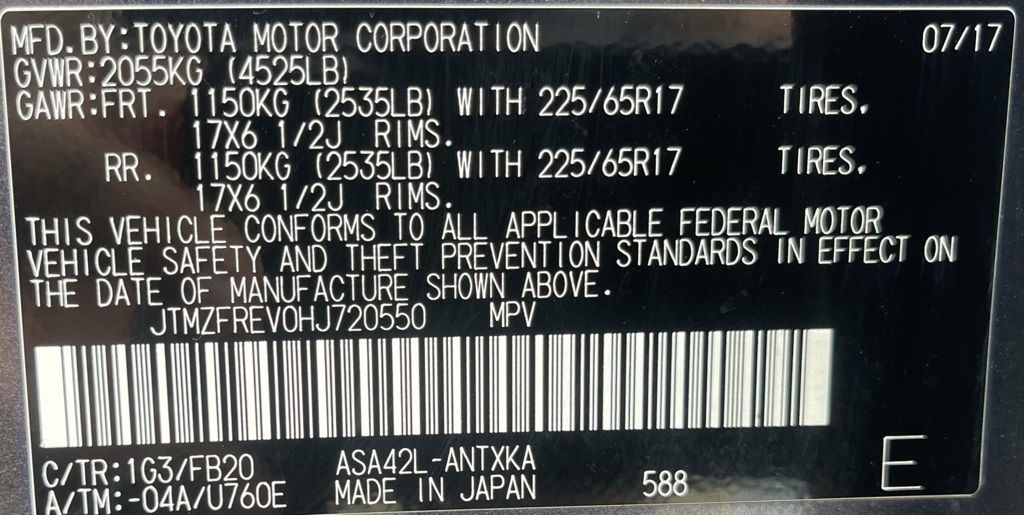 MFD.BY:TOYOTA MOTOR CORPORATION 07/17
GVWR:2055KG (4525LB)
GAWR:FRT. 1150KG (2535LB) WITH 225/65R17 TIRES.
17X6 1/2J RIMS.
RR. 1150KG (2535LB) WITH 225/65R17 TIRES.
17X6 1/2J RIMS.
THIS VEHICLE CONFORMS TO ALL APPLICABLE FEDERAL MOTOR
VEHICLE SAFETY AND THEFT PREVENTION STANDARDS IN EFFECT ON
THE DATE OF MANUFACTURE SHOWN ABOVE.
JTMZFREV0HJ720550 MPV
C/TR:1G3/FB20 ASA42L-ANTXKA
A/TM:-04A/U760E MADE IN JAPAN 588 E